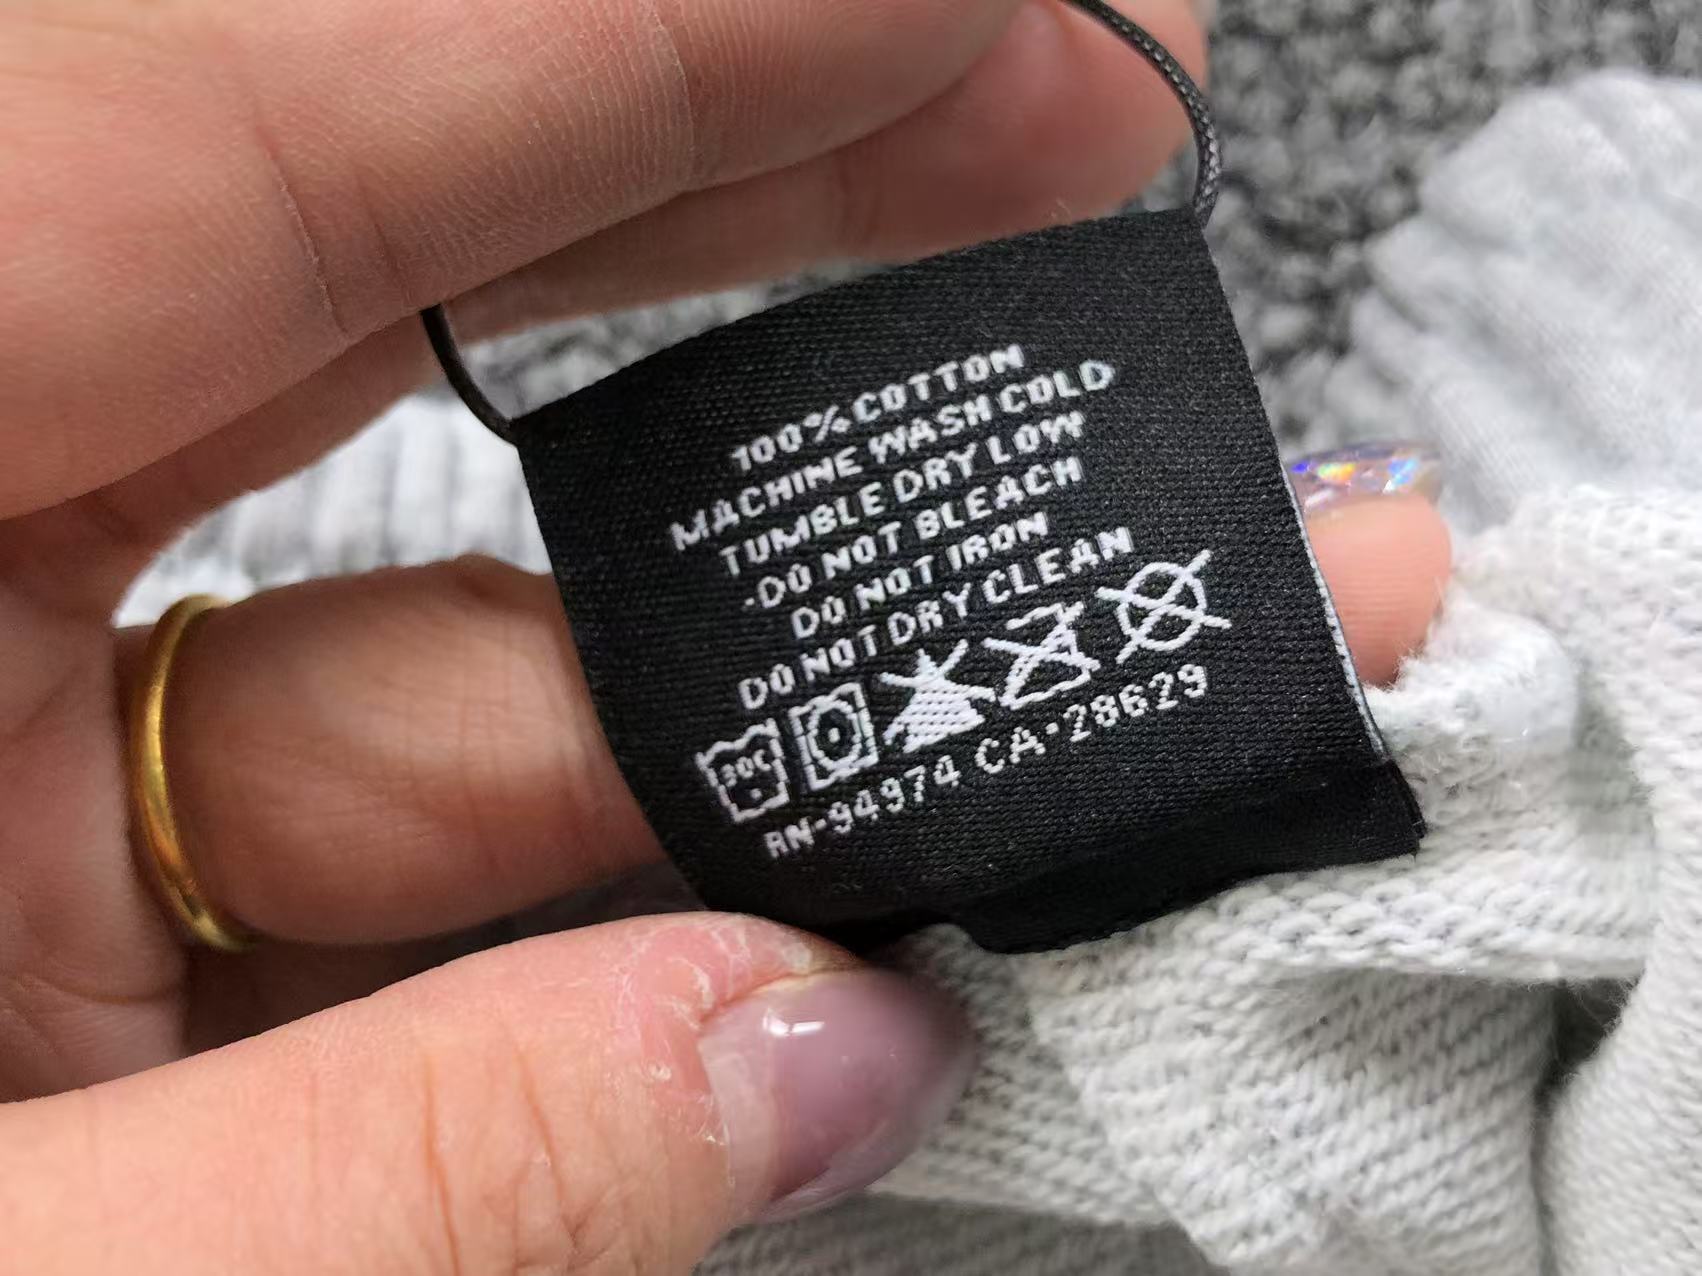 100% COTTON
MACHINE WASH COLD
TUMBLE DRY LOW
-DO NOT BLEACH
DO NOT IRON
DO NOT DRY CLEAN
30C
RN-94974 CA-28629